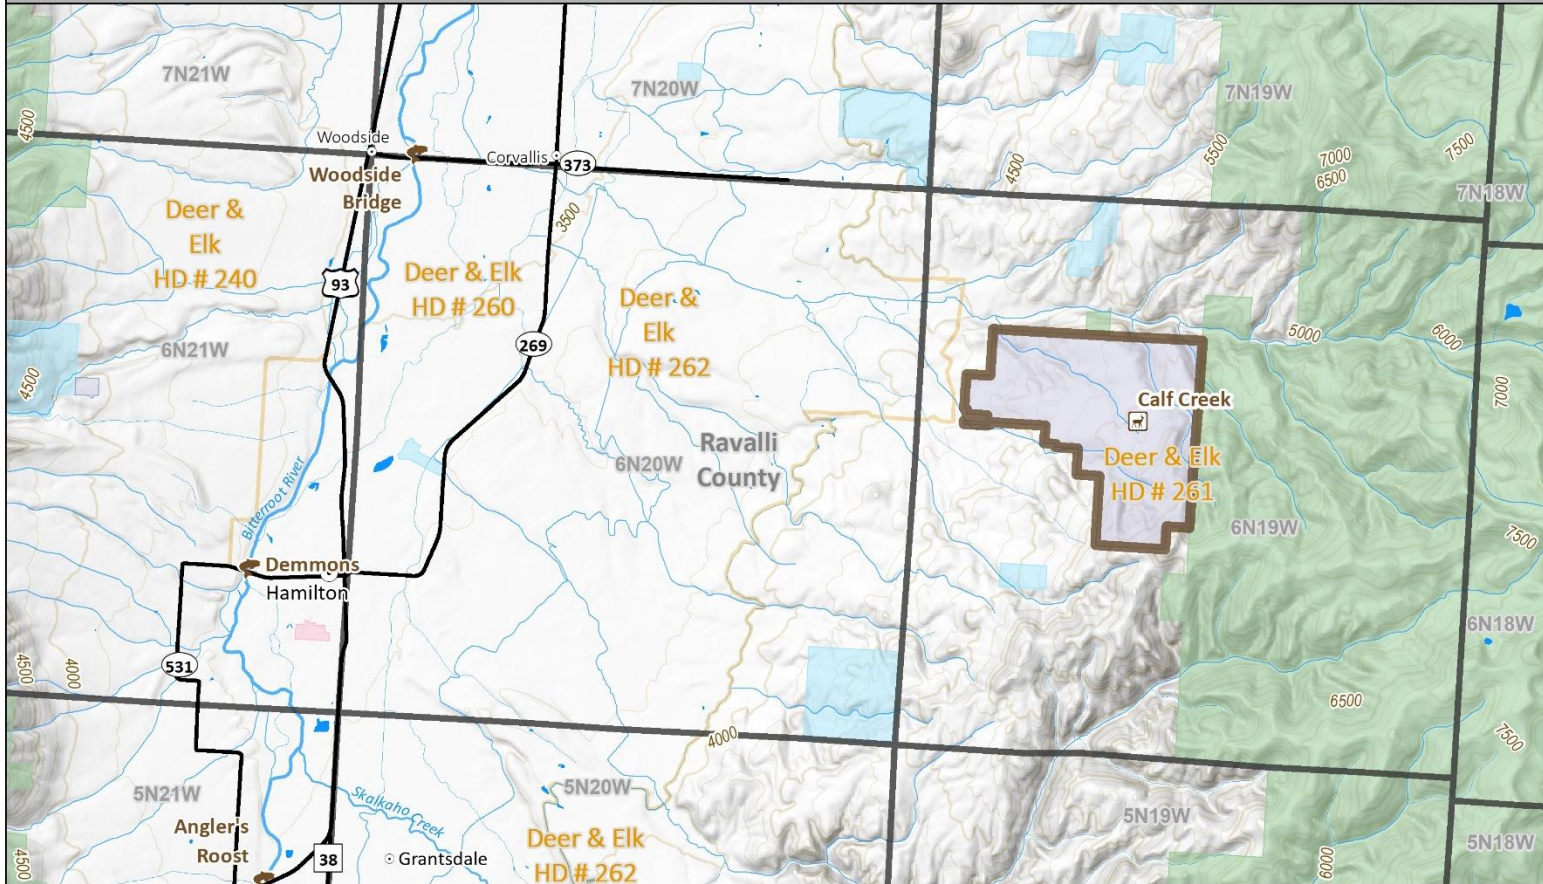 7N21W
7N20W
7N19W
4500
Woodside
Corvallis
373
4500
5500
7000
6500
7500
7N18W
Woodside
Bridge
Deer &
Elk
HD # 240
3500
93
Deer & Elk
HD # 260
Deer &
Elk
HD # 262
269
6N21W
4500
5000
6000
7000
Calf Creek
Deer & Elk
HD # 261
Ravalli
County
6N20W
6N19W
Bitterroot River
7500
Demmons
Hamilton
531
4500
4000
6N18W
6500
4000
7500
5N21W
5N20W
5N19W
Skalkaho Creek
Angler's
Roost
38
Grantsdale
Deer & Elk
HD # 262
4500
6000
5N18W